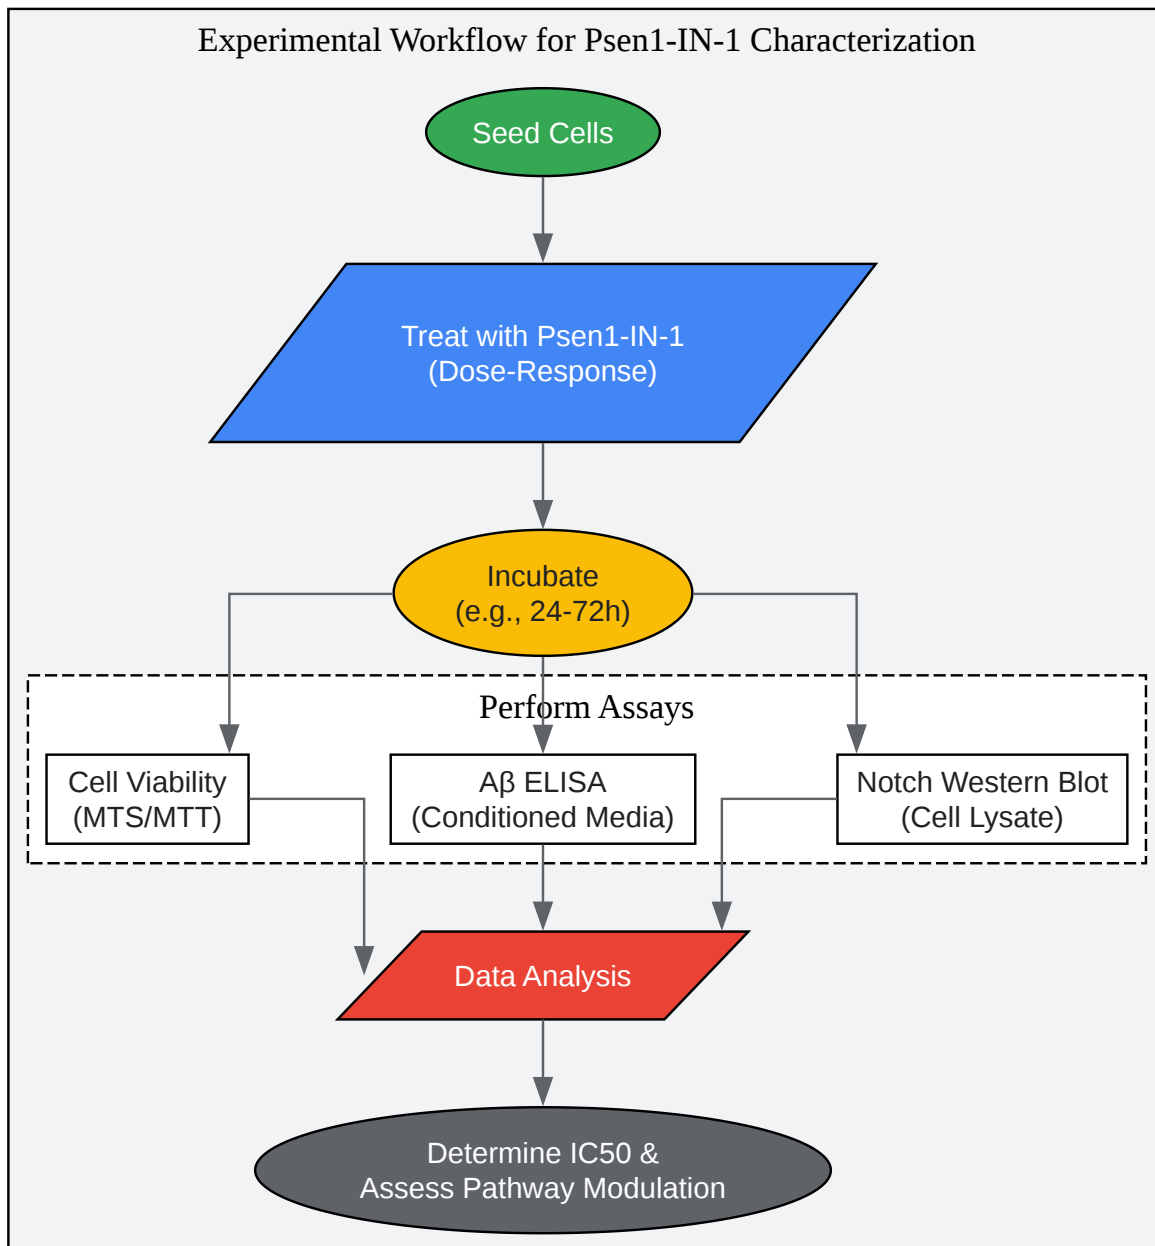 Experimental Workflow for Psen1-IN-1 Characterization
Seed Cells
Treat with Psen1-IN-1
(Dose-Response)
Incubate
(e.g., 24-72h)
Perform Assays
Cell Viability
(MTS/MTT)
Aβ ELISA
(Conditioned Media)
Notch Western Blot
(Cell Lysate)
Data Analysis
Determine IC50 &
Assess Pathway Modulation